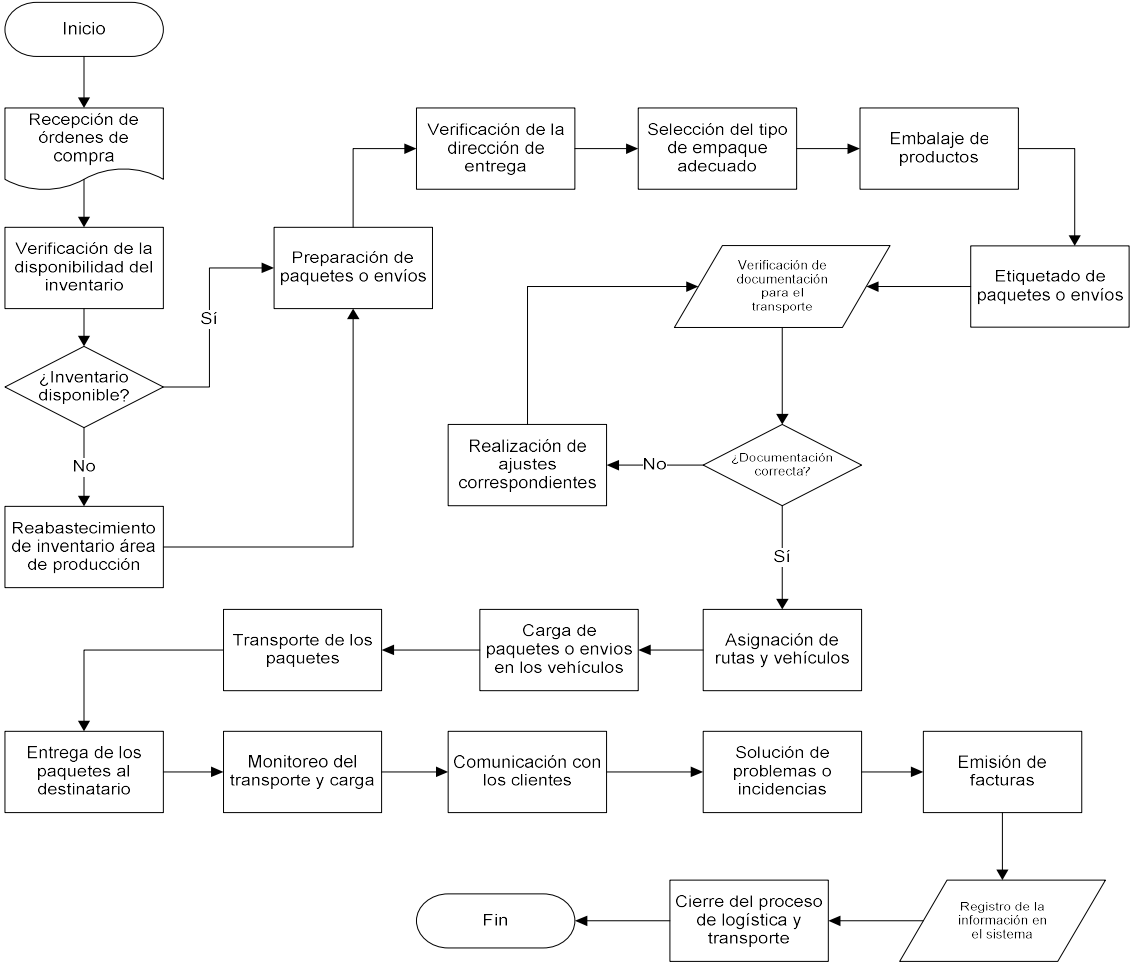 Inicio
Recepción de
órdenes de
compra
Verificación de la
disponibilidad del
inventario
¿Inventario
disponible?
Sí
No
Reabastecimiento
de inventario área
de producción
Preparación de
paquetes o envíos
Verificación de la
dirección de
entrega
Selección del tipo
de empaque
adecuado
Embalaje de
productos
Etiquetado de
paquetes o envíos
Verificación de
documentación
para el
transporte
¿Documentación
correcta?
No
Realización de
ajustes
correspondientes
Sí
Asignación de
rutas y vehículos
Carga de
paquetes o envios
en los vehículos
Transporte de los
paquetes
Entrega de los
paquetes al
destinatario
Monitoreo del
transporte y carga
Comunicación con
los clientes
Solución de
problemas o
incidencias
Emisión de
facturas
Registro de la
información en
el sistema
Cierre del proceso
de logística y
transporte
Fin